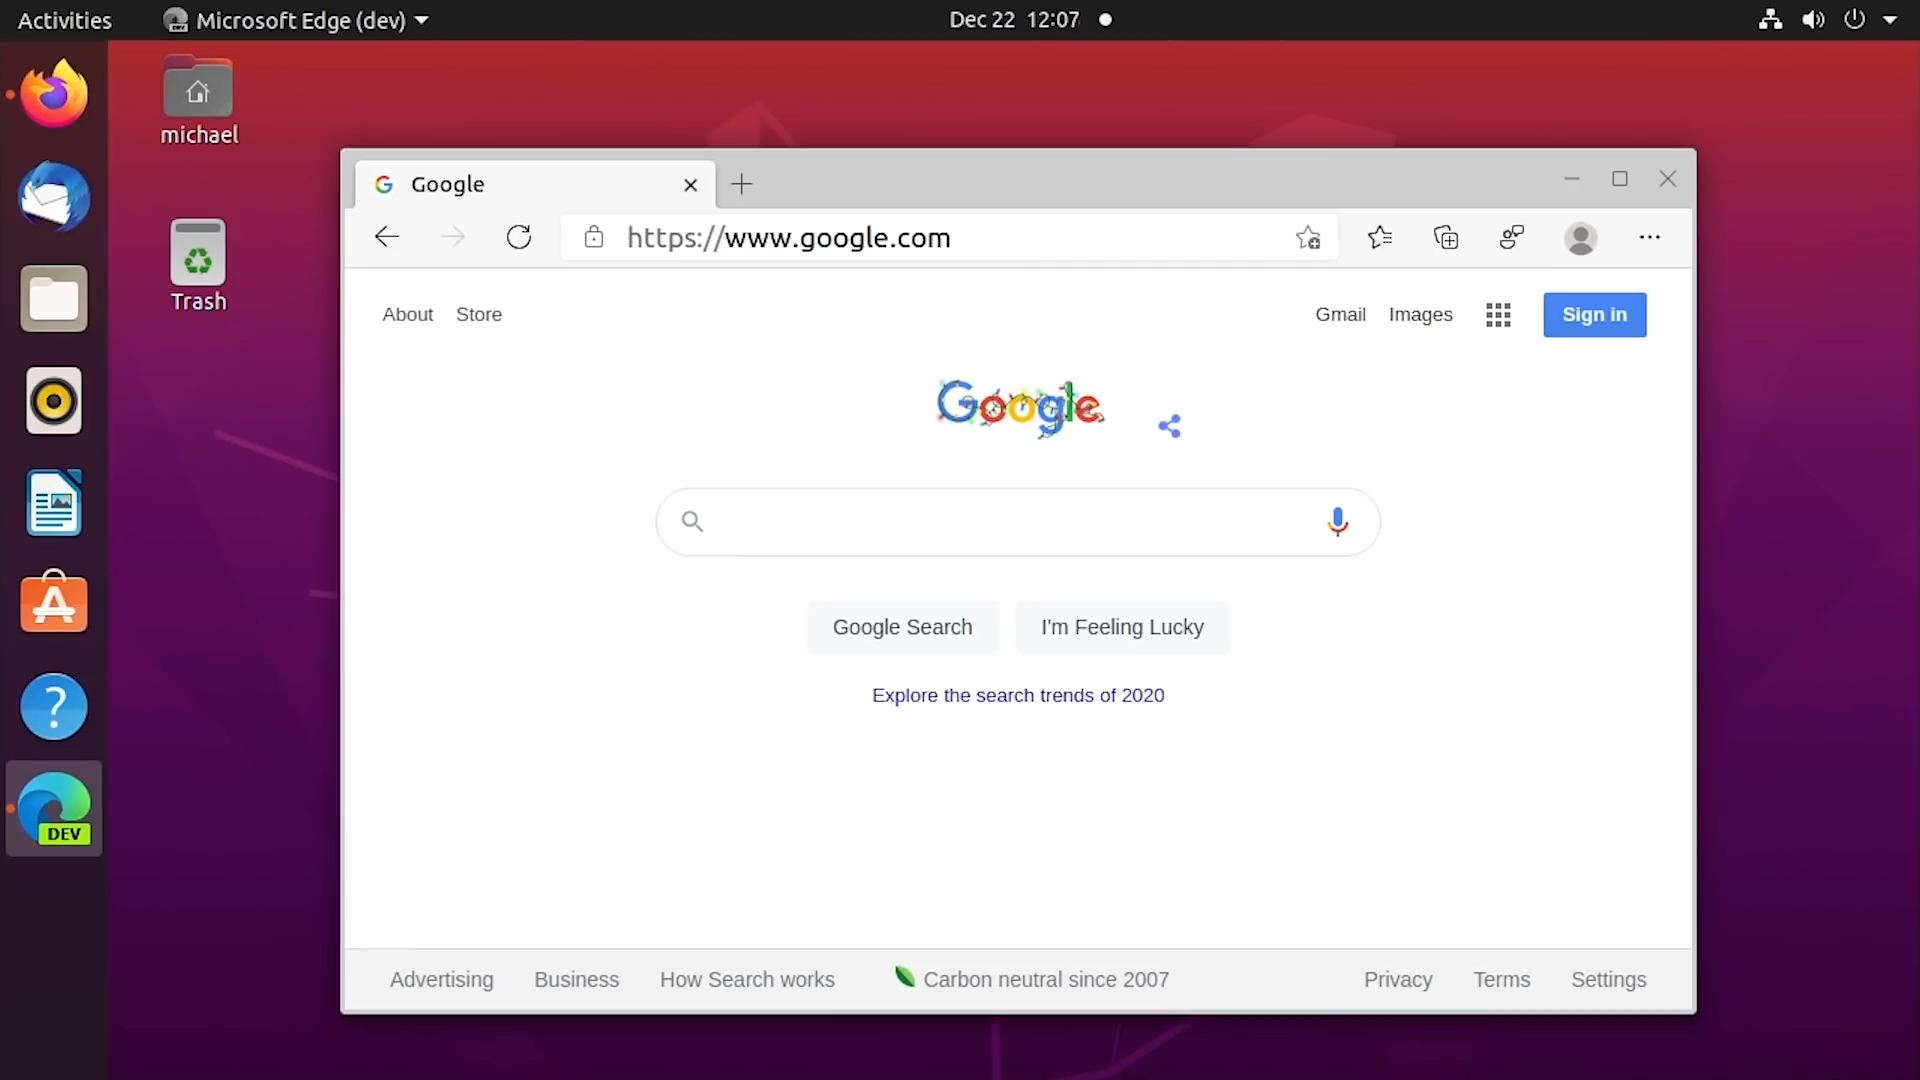 Activities
Microsoft Edge (dev)
Dec 22 12:07
michael
Trash
Google
https://www.google.com
About
Store
Gmail
Images
Sign in
Google
Google Search
I'm Feeling Lucky
Explore the search trends of 2020
Advertising
Business
How Search works
Carbon neutral since 2007
Privacy
Terms
Settings
DEV